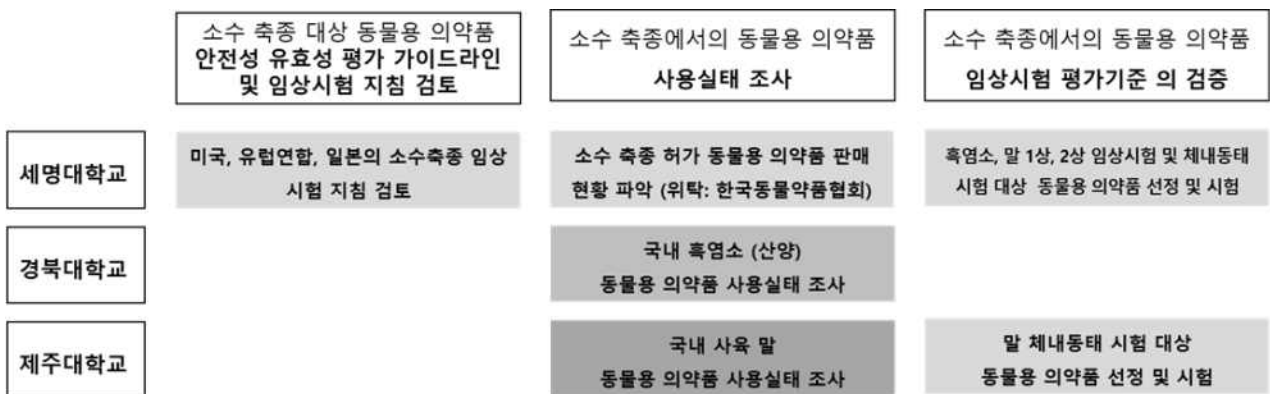 소수 축종 대상 동물용 의약품
안전성 유효성 평가 가이드라인
및 임상시험 지침 검토
소수 축종에서의 동물용 의약품
사용실태 조사
소수 축종에서의 동물용 의약품
임상시험 평가기준 의 검증
세명대학교
미국, 유럽연합, 일본의 소수축종 임상
시험 지침 검토
소수 축종 허가 동물용 의약품 판매
현황 파악 (위탁: 한국동물약품협회)
흑염소, 말 1상, 2상 임상시험 및 체내동태
시험 대상 동물용 의약품 선정 및 시험
경북대학교
국내 흑염소 (산양)
동물용 의약품 사용실태 조사
제주대학교
국내 사육 말
동물용 의약품 사용실태 조사
말 체내동태 시험 대상
동물용 의약품 선정 및 시험